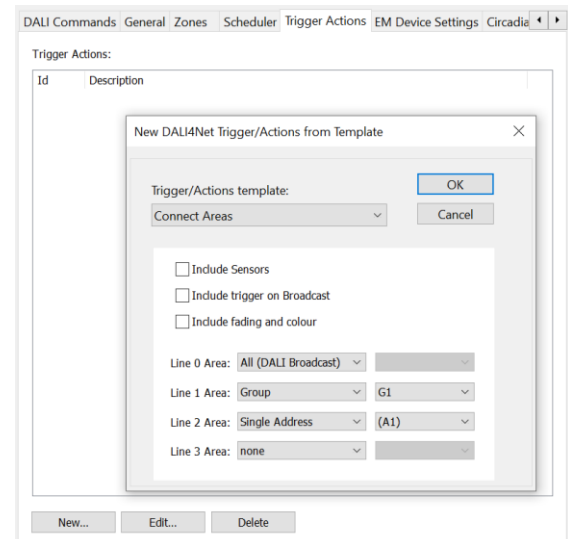 DALI Commands General Zones Scheduler Trigger Actions EM Device Settings Circadia
Trigger Actions:
Id Description
New DALI4Net Trigger/Actions from Template
Trigger/Actions template:
OK
Connect Areas
Cancel
Include Sensors
Include trigger on Broadcast
Include fading and colour
Line 0 Area: All (DALI Broadcast)
Line 1 Area: Group G1
Line 2 Area: Single Address (A1)
Line 3 Area: none
New... Edit... Delete